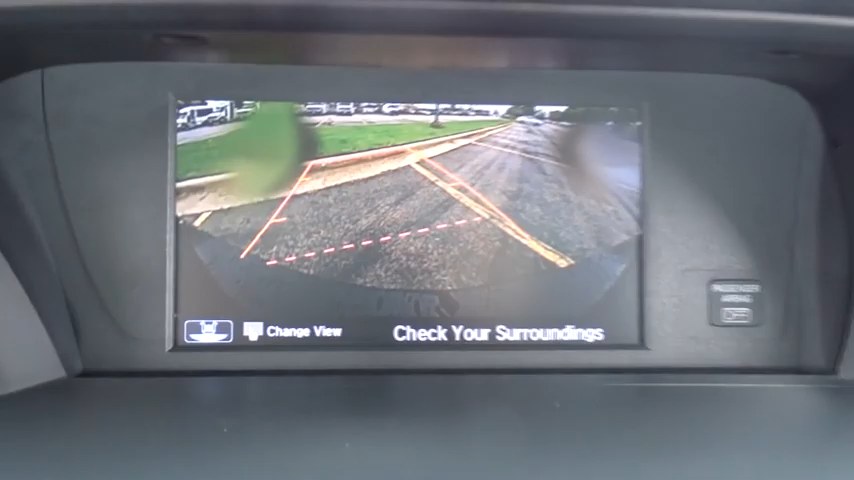 Change View
Check Your Surroundings
PASSENGER
AIRBAG
OFF